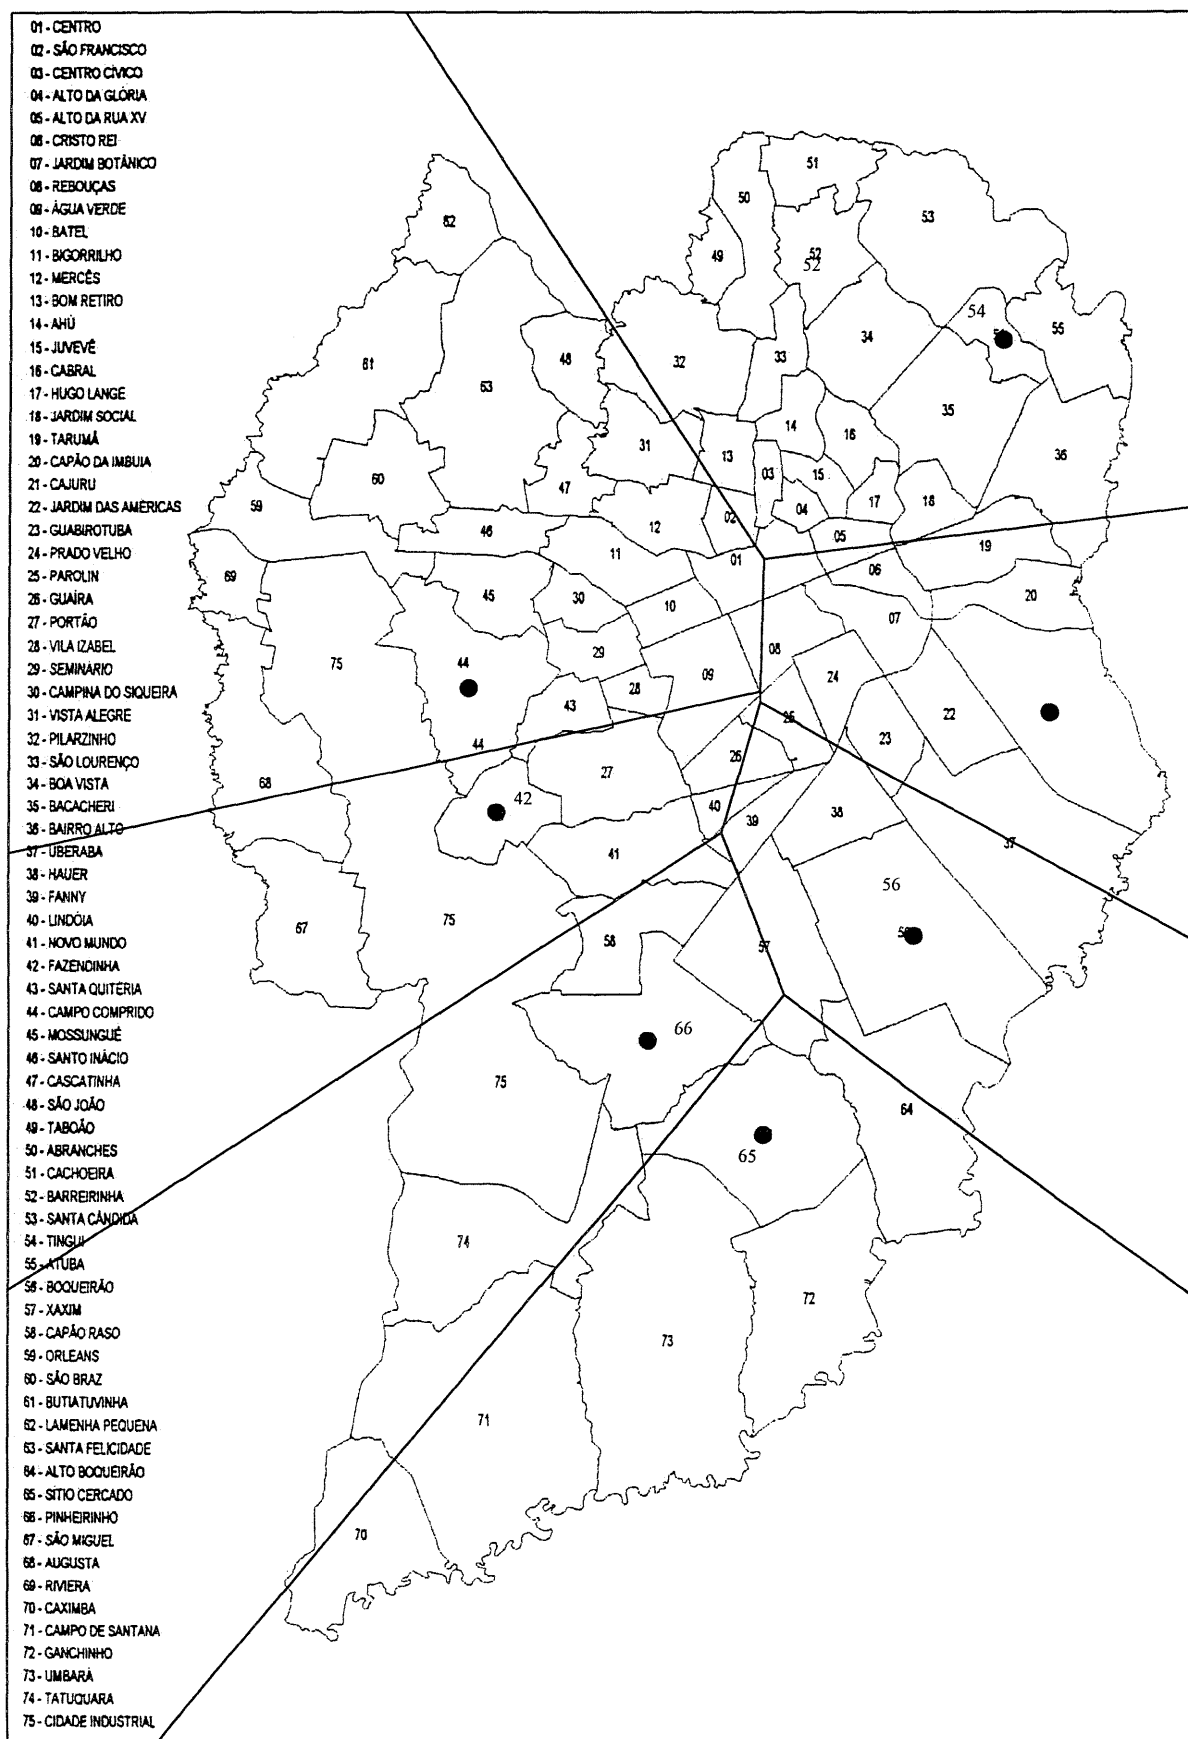 01 - CENTRO
02 - SÃO FRANCISCO
03 - CENTRO CÍVICO
04 - ALTO DA GLÓRIA
05 - ALTO DA RUA XV
06 - CRISTO REI
07 - JARDIM BOTÂNICO
08 - REBOUÇAS
09 - ÁGUA VERDE
10 - BATEL
11 - BIGORRILHO
12 - MERCÊS
13 - BOM RETIRO
14 - AHÚ
15 - JUVEVÊ
16 - CABRAL
17 - HUGO LANGE
18 - JARDIM SOCIAL
19 - TARUMÃ
20 - CAPÃO DA IMBUIA
21 - CAJURU
22 - JARDIM DAS AMÉRICAS
23 - GUABIROTUBA
24 - PRADO VELHO
25 - PAROLIN
26 - GUAÍRA
27 - PORTÃO
28 - VILA IZABEL
29 - SEMINÁRIO
30 - CAMPINA DO SIQUEIRA
31 - VISTA ALEGRE
32 - PILARZINHO
33 - SÃO LOURENÇO
34 - BOA VISTA
35 - BACACHERI
36 - BAIRRO ALTO
37 - UBERABA
38 - HAUER
39 - FANNY
40 - LINDÓIA
41 - NOVO MUNDO
42 - FAZENDINHA
43 - SANTA QUITÉRIA
44 - CAMPO COMPRIDO
45 - MOSSUNGUÊ
46 - SANTO INÁCIO
47 - CASCATINHA
48 - SÃO JOÃO
49 - TABOÃO
50 - ABRANCHES
51 - CACHOEIRA
52 - BARREIRINHA
53 - SANTA CÂNDIDA
54 - TINGUI
55 - ATUBA
56 - BOQUEIRÃO
57 - XAXIM
58 - CAPÃO RASO
59 - ORLEANS
60 - SÃO BRAZ
61 - BUTIATUVINHA
62 - LAMENHA PEQUENA
63 - SANTA FELICIDADE
64 - ALTO BOQUEIRÃO
65 - SÍTIO CERCADO
66 - PINHEIRINHO
67 - SÃO MIGUEL
68 - AUGUSTA
69 - RIVIERA
70 - CAXIMBA
71 - CAMPO DE SANTANA
72 - GANCHINHO
73 - UMBARÁ
74 - TATUQUARA
75 - CIDADE INDUSTRIAL
51
50
53
62
49
52
52
54
55
34
33
32
48
61
63
35
14
16
31
13
36
03
15
60
47
17
18
04
59
02
12
46
05
19
11
01
06
69
20
45
30
10
07
29
08
75
44
09
24
28
43
22
25
23
44
26
27
68
42
40
38
39
37
41
56
75
67
58
57
66
75
64
65
74
72
73
71
70